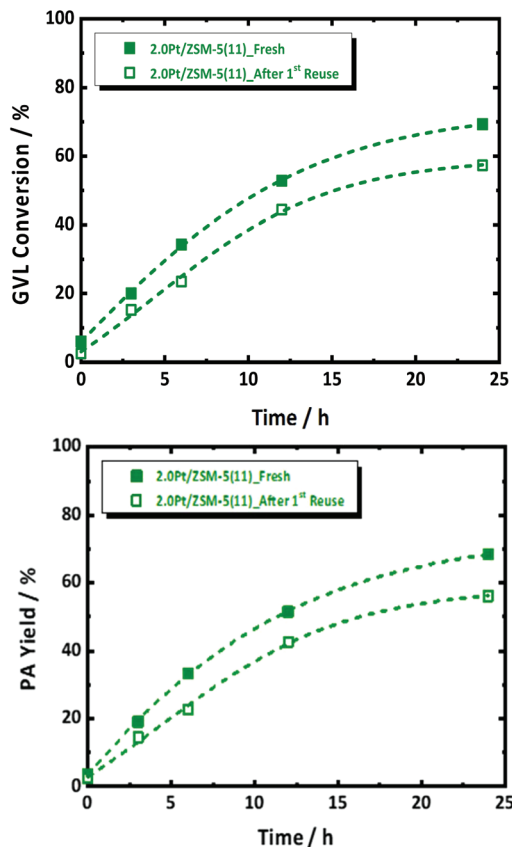 100
80
60
40
20
0
GVL Conversion / %
2.0Pt/ZSM-5(11)_Fresh
2.0Pt/ZSM-5(11)_After 1st Reuse
0 5 10 15 20 25
Time / h
100
80
60
40
20
0
PA Yield / %
2.0Pt/ZSM-5(11)_Fresh
2.0Pt/ZSM-5(11)_After 1st Reuse
0 5 10 15 20 25
Time / h